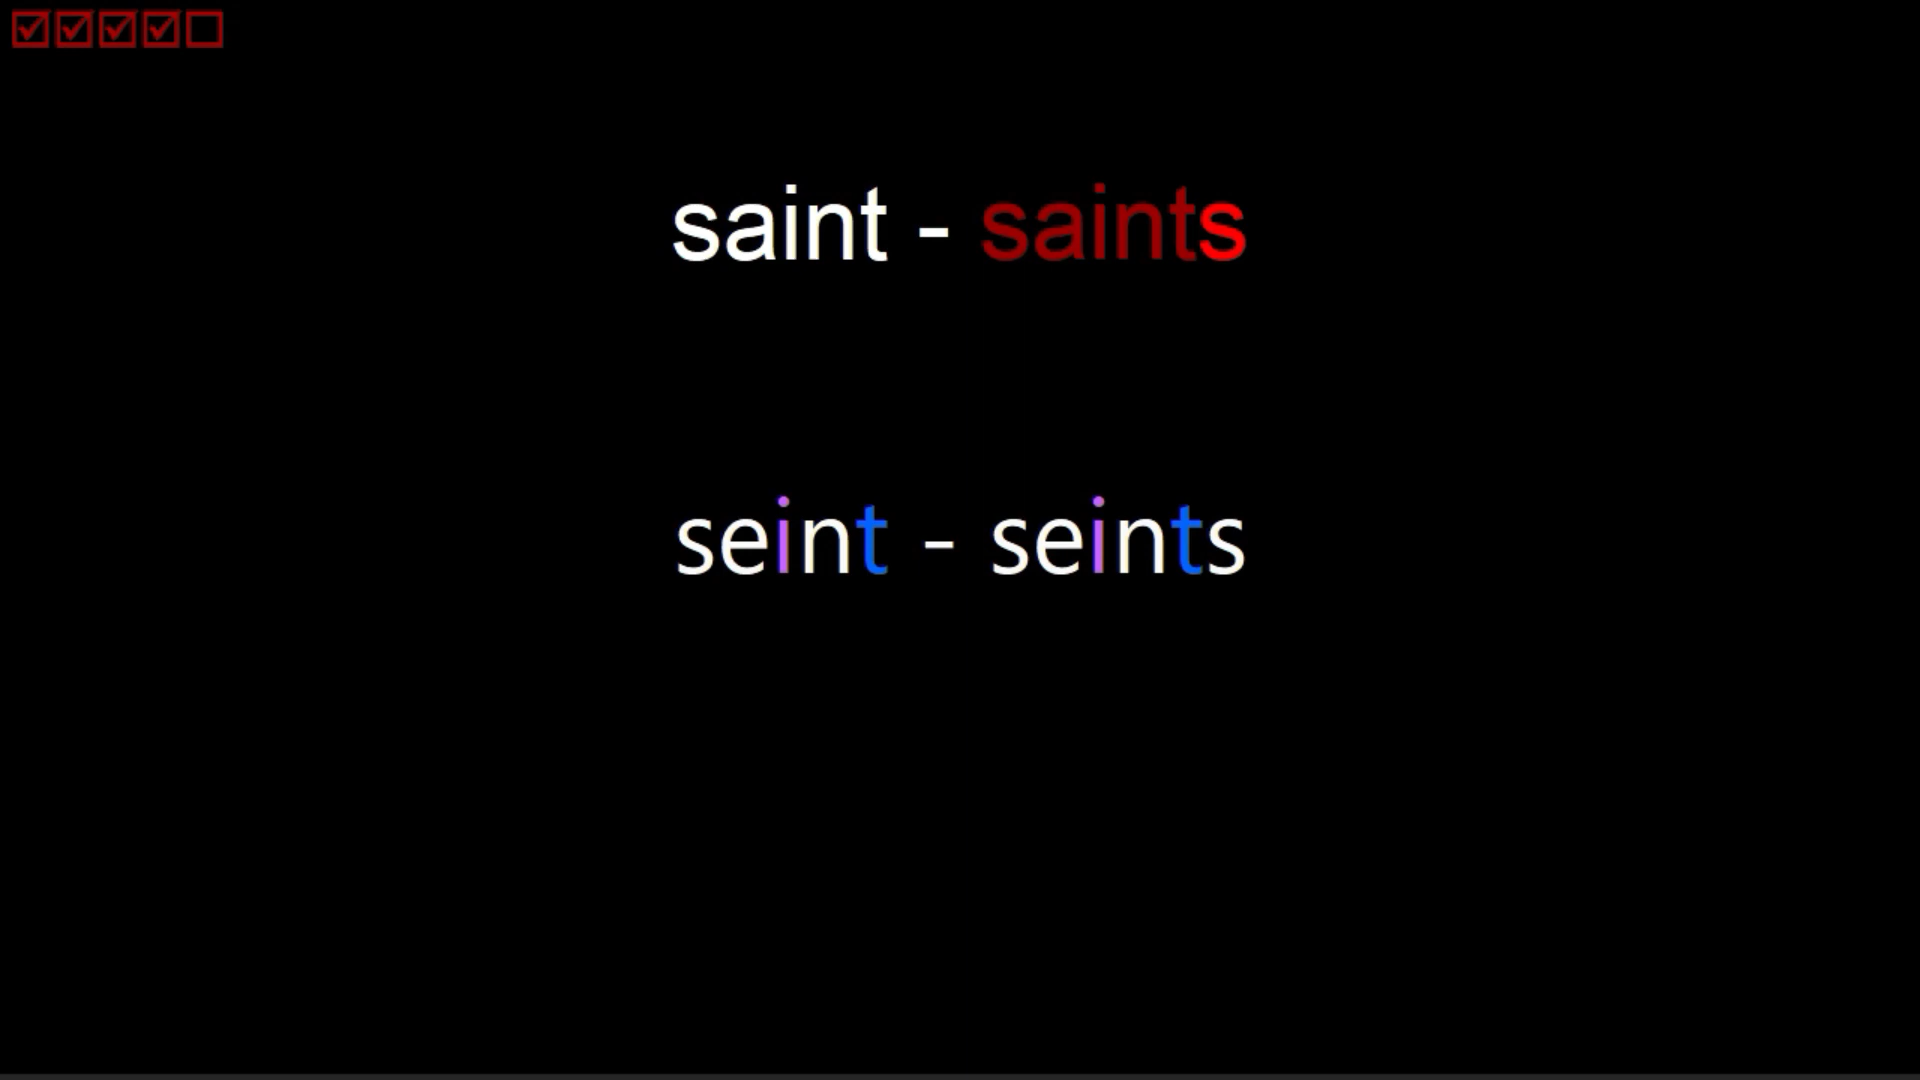 ☑☑☑☑☐
saint - saints
seint - seints